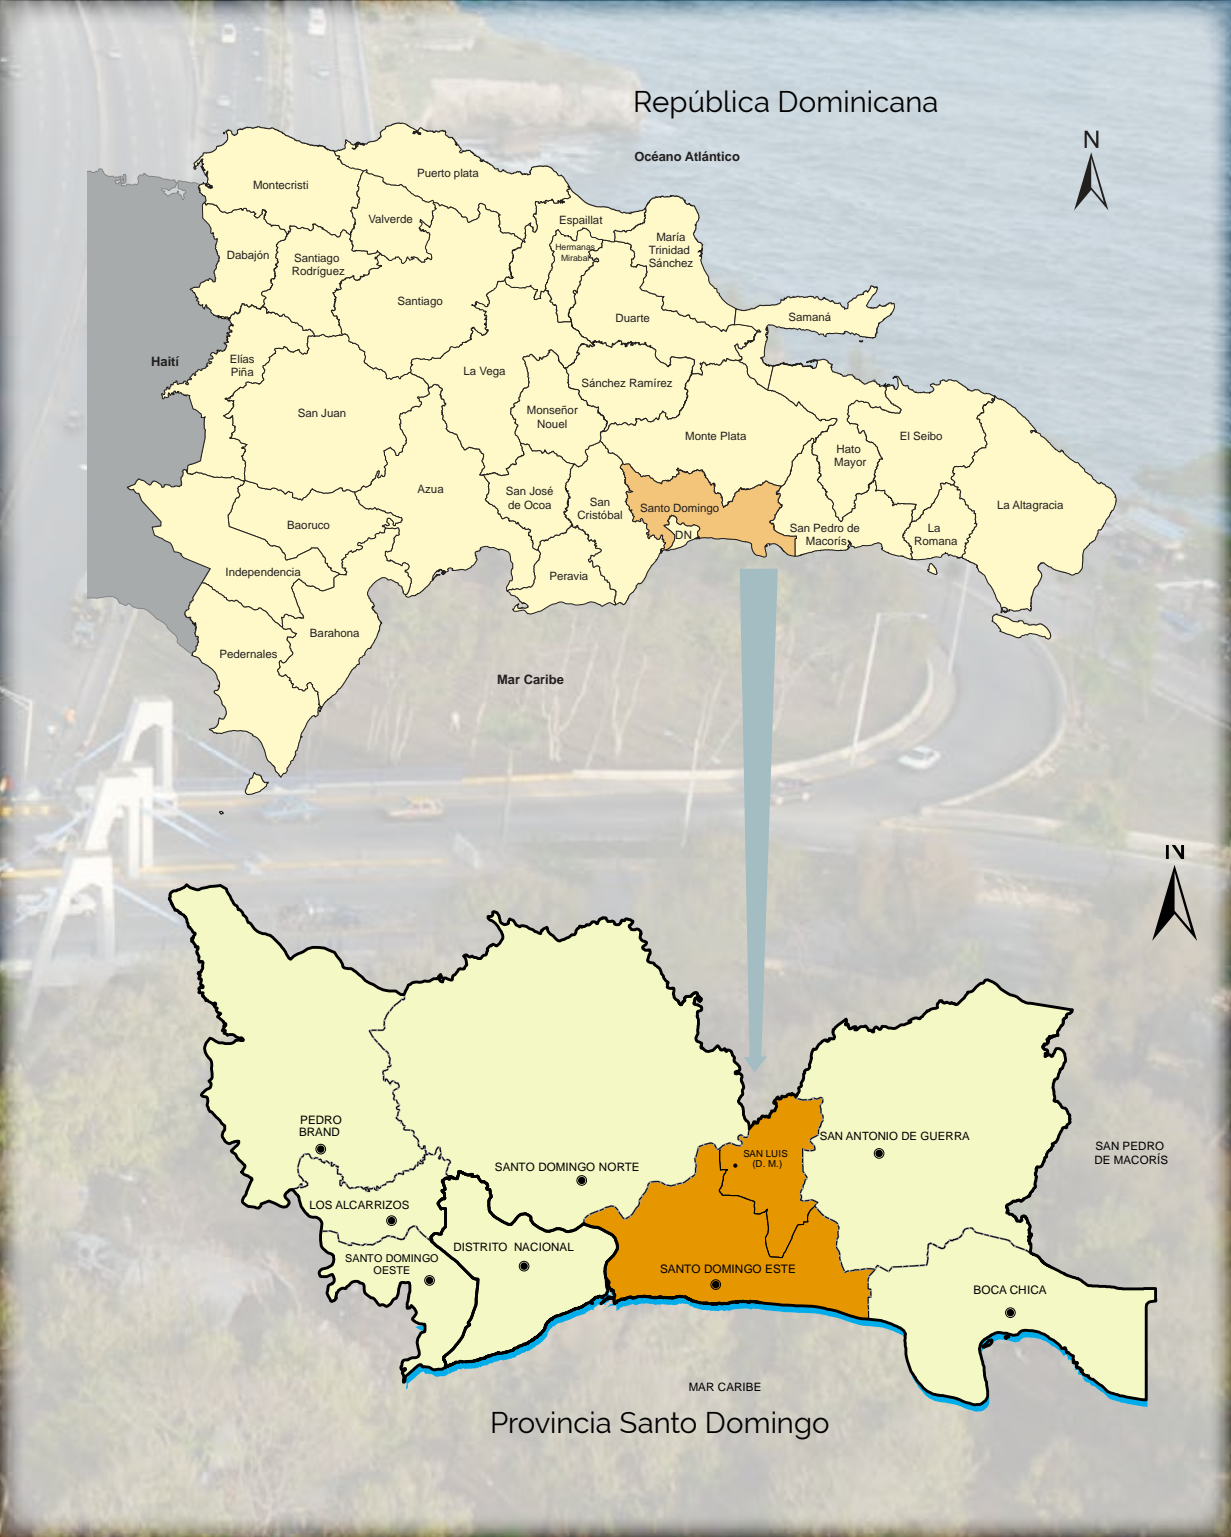 República Dominicana
Océano Atlántico
N
Puerto plata
Montecristi
Valverde
Espaillat
María
Trinidad
Sánchez
Hermanas
Mirabal
Dabajón
Santiago
Rodríguez
Santiago
Duarte
Samaná
Haití
Elías
Piña
La Vega
Sánchez Ramírez
San Juan
Monseñor
Nouel
Monte Plata
El Seibo
Hato
Mayor
Azua
San José
de Ocoa
San
Cristóbal
Santo Domingo
DN
La Altagracia
Baoruco
San Pedro de
Macorís
La
Romana
Independencia
Peravia
Barahona
Pedernales
Mar Caribe
N
PEDRO
BRAND
SAN ANTONIO DE GUERRA
SAN PEDRO
DE MACORÍS
SAN LUIS
(D. M.)
SANTO DOMINGO NORTE
LOS ALCARRIZOS
DISTRITO NACIONAL
SANTO DOMINGO
OESTE
SANTO DOMINGO ESTE
BOCA CHICA
MAR CARIBE
Provincia Santo Domingo